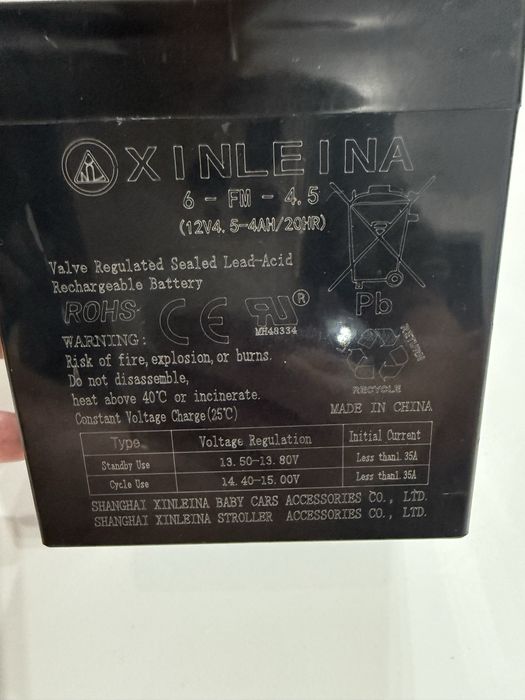 XINLEINA
6 - FM - 4.5
(12V4.5-4AH/20HR)
Valve Regulated Sealed Lead-Acid
Rechargeable Battery
ROHS CE RU®
MH48334
Pb
WARNING:
Risk of fire, explosion, or burns.
Do not disassemble,
heat above 40℃ or incinerate.
Constant Voltage Charge(25℃)
RECYCLE
MADE IN CHINA
Type Voltage Regulation Initial Current
Standby Use 13.50-13.80V Less than1.35A
Cycle Use 14.40-15.00V Less than1.35A
SHANGHAI XINLEINA BABY CARS ACCESSORIES CO., LTD.
SHANGHAI XINLEINA STROLLER ACCESSORIES CO., LTD.